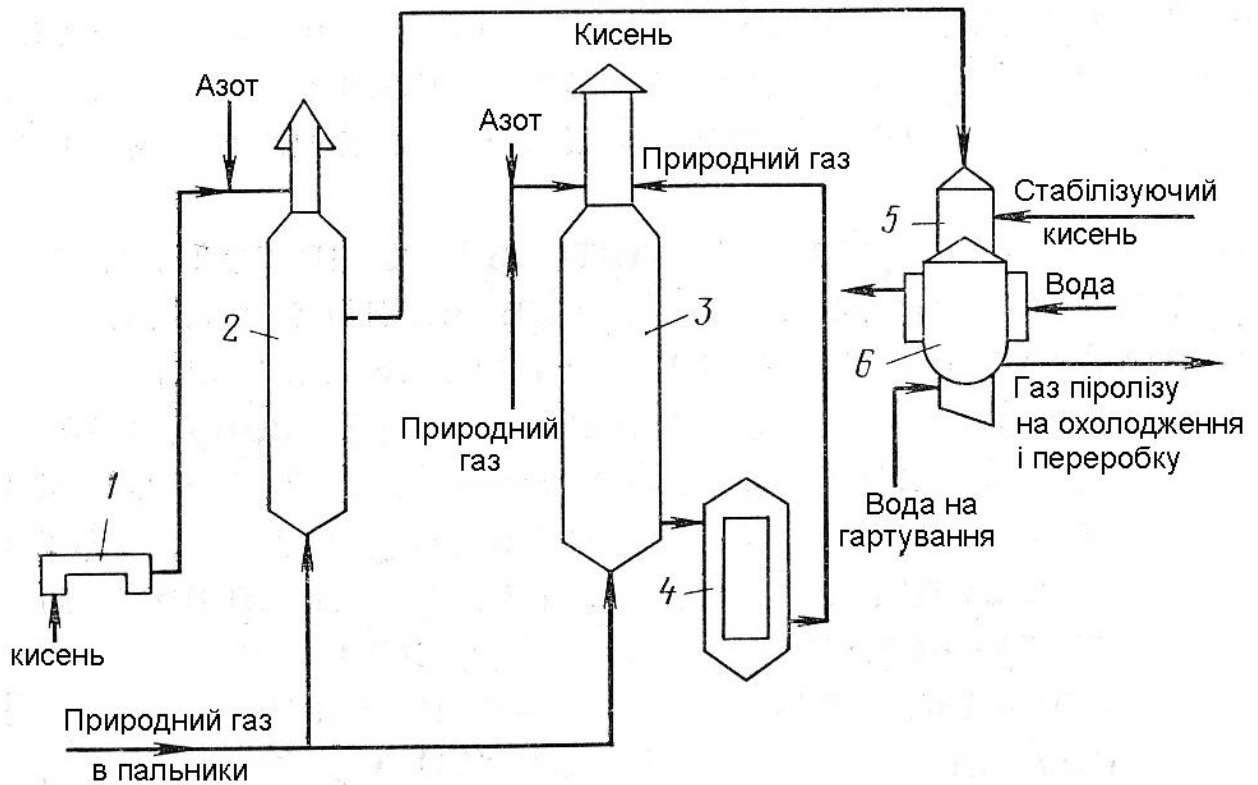 Кисень
Азот
Азот
Природний газ
Стабілізуючий
кисень
5
Вода
2
3
6
Газ піролізу
на охолодження
і переробку
Природний
газ
Вода на
гартування
1
4
кисень
Природний газ
в пальники